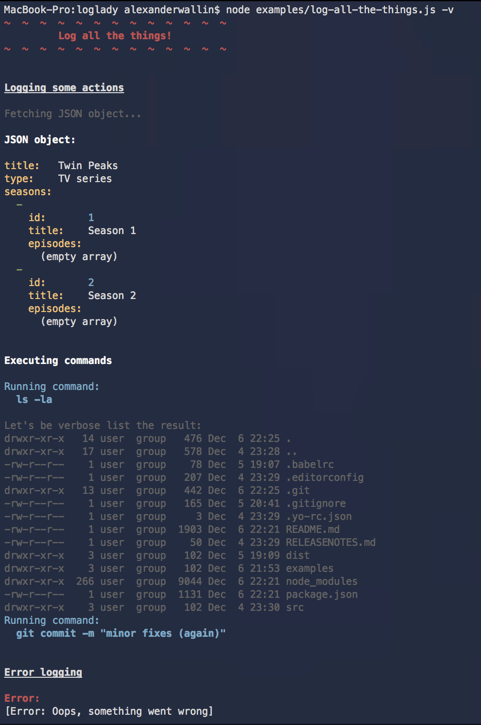 MacBook-Pro:loglady alexanderwallin$ node examples/log-all-the-things.js -v
~ ~ ~ ~ ~ ~ ~ ~ ~ ~ ~ ~ ~
Log all the things!
~ ~ ~ ~ ~ ~ ~ ~ ~ ~ ~ ~ ~
Logging some actions
Fetching JSON object...
JSON object:
title: Twin Peaks
type: TV series
seasons:
-
id: 1
title: Season 1
episodes:
(empty array)
-
id: 2
title: Season 2
episodes:
(empty array)
Executing commands
Running command:
ls -la
Let's be verbose list the result:
drwxr-xr-x 14 user group 476 Dec 6 22:25 .
drwxr-xr-x 17 user group 578 Dec 4 23:28 ..
-rw-r--r-- 1 user group 78 Dec 5 19:07 .babelrc
-rw-r--r-- 1 user group 207 Dec 4 23:29 .editorconfig
drwxr-xr-x 13 user group 442 Dec 6 22:25 .git
-rw-r--r-- 1 user group 165 Dec 5 20:41 .gitignore
-rw-r--r-- 1 user group 3 Dec 4 23:29 .yo-rc.json
-rw-r--r-- 1 user group 1903 Dec 6 22:21 README.md
-rw-r--r-- 1 user group 50 Dec 4 23:29 RELEASENOTES.md
drwxr-xr-x 3 user group 102 Dec 5 19:09 dist
drwxr-xr-x 3 user group 102 Dec 6 21:53 examples
drwxr-xr-x 266 user group 9044 Dec 6 22:21 node_modules
-rw-r--r-- 1 user group 1131 Dec 6 22:21 package.json
drwxr-xr-x 3 user group 102 Dec 4 23:30 src
Running command:
git commit -m "minor fixes (again)"
Error logging
Error:
[Error: Oops, something went wrong]